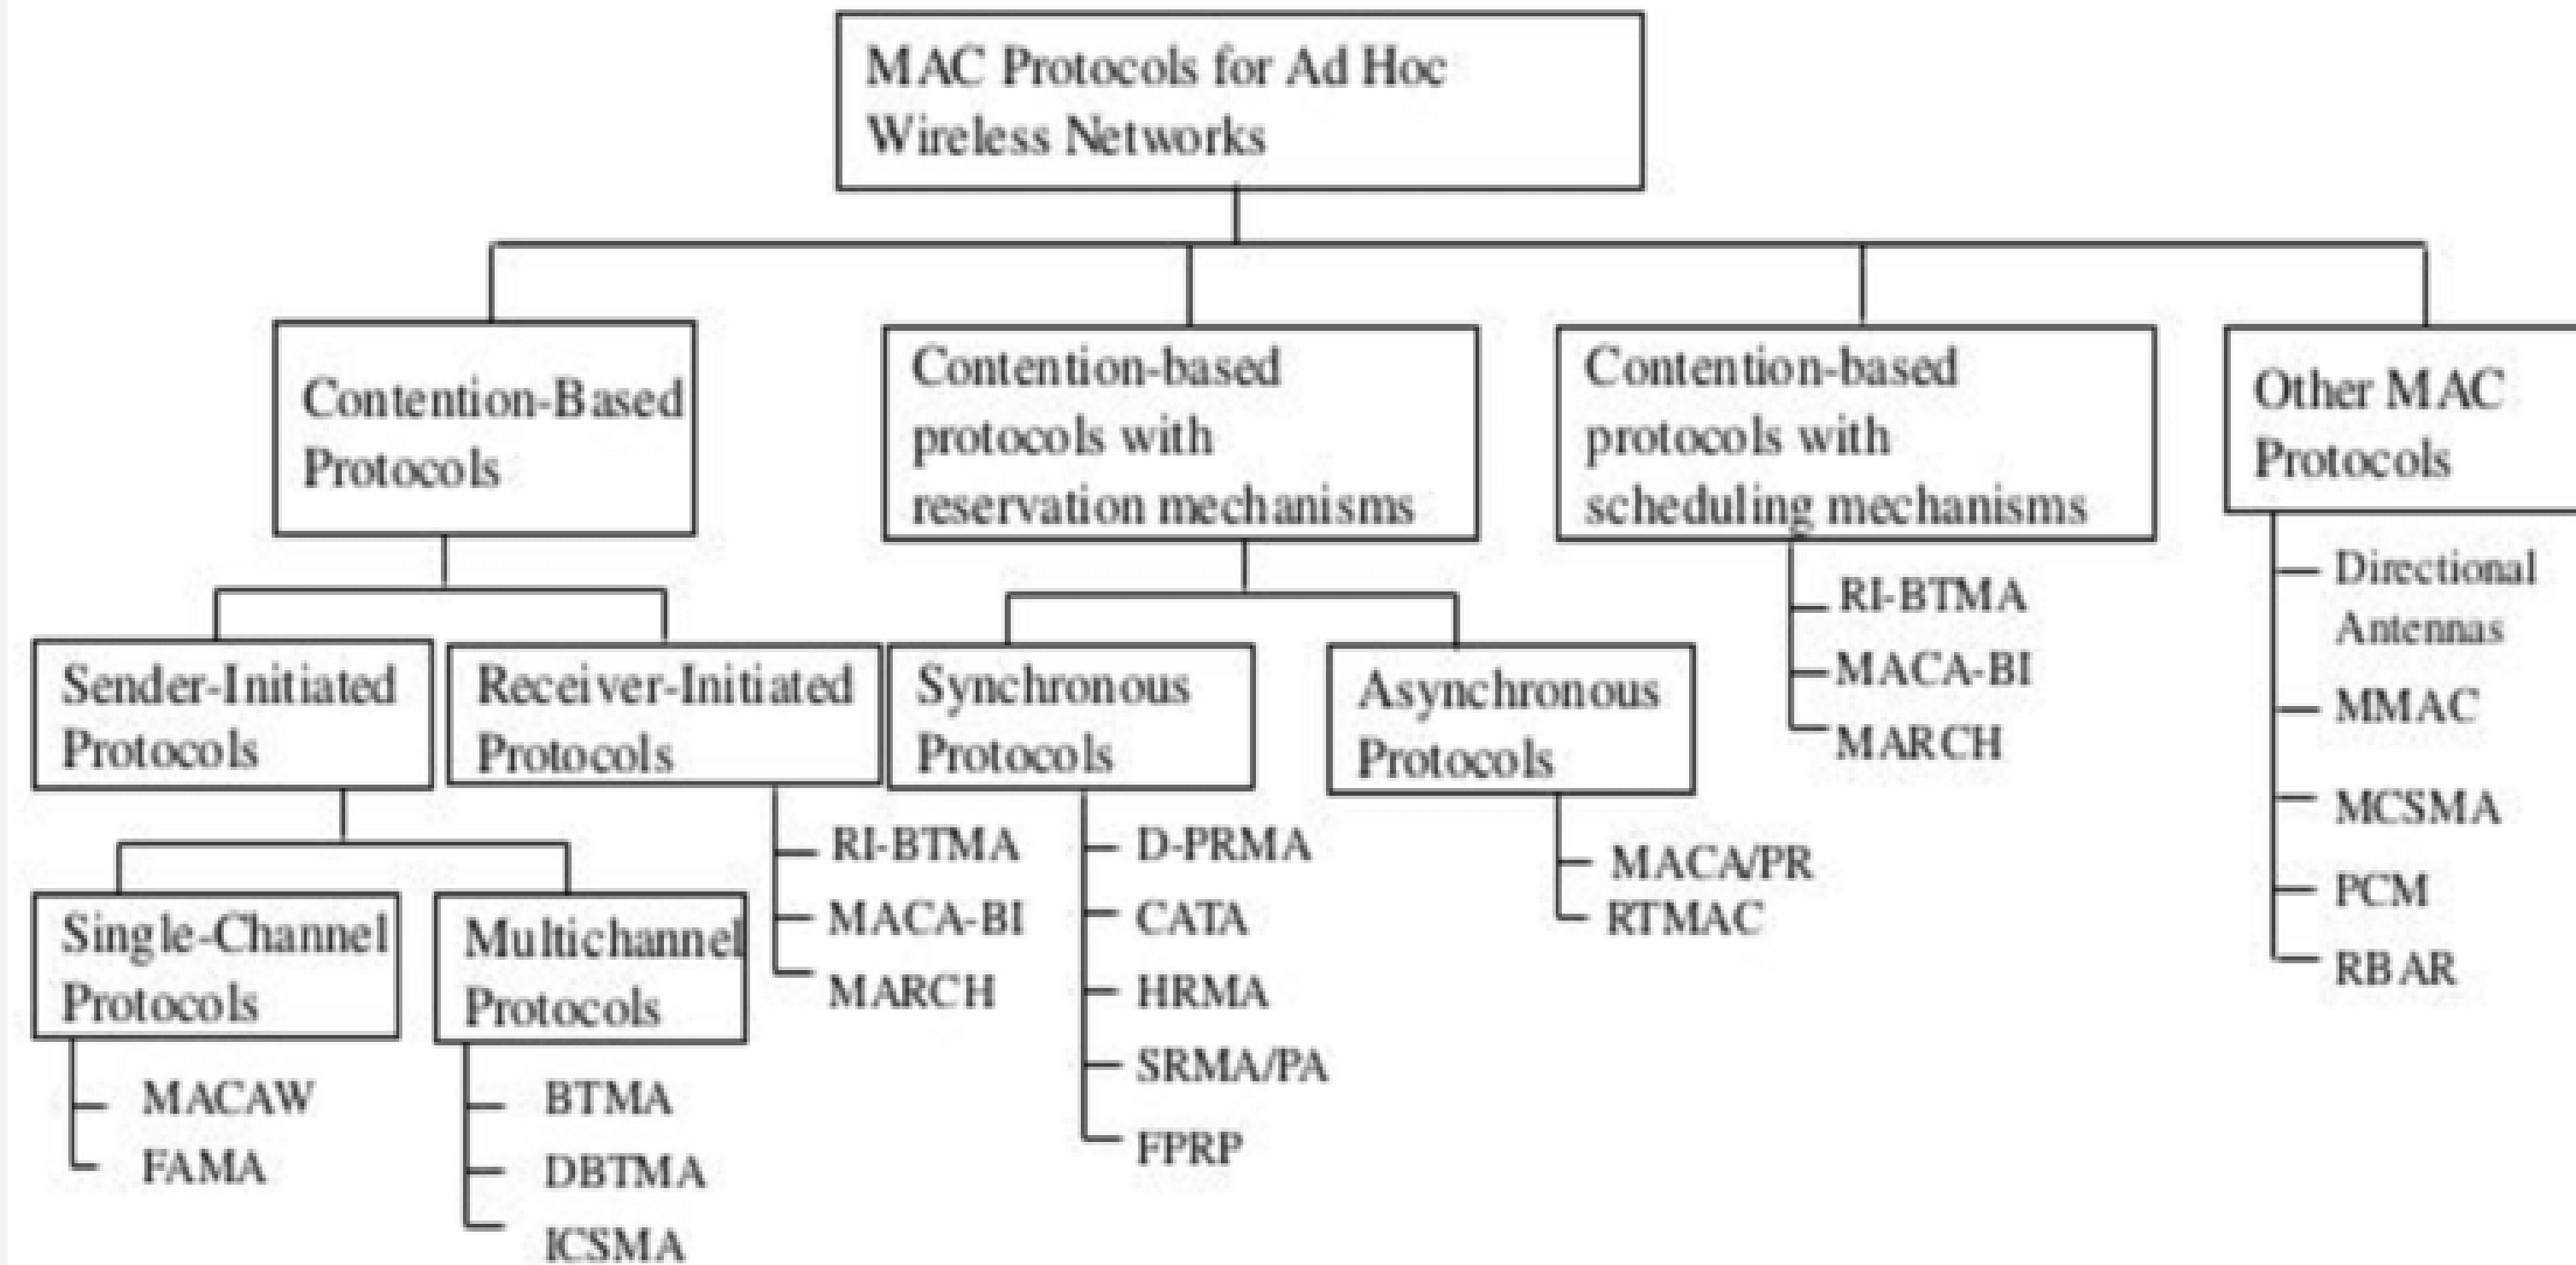 MAC Protocols for Ad Hoc
Wireless Networks
Contention-Based
Protocols
Contention-based
protocols with
reservation mechanisms
Contention-based
protocols with
scheduling mechanisms
Other MAC
Protocols
Sender-Initiated
Protocols
Receiver-Initiated
Protocols
Synchronous
Protocols
Asynchronous
Protocols
RI-BTMA
MACA-BI
MARCH
Directional
Antennas
MMAC
MCSMA
PCM
RBAR
Single-Channel
Protocols
Multichannel
Protocols
RI-BTMA
MACA-BI
MARCH
D-PRMA
CATA
HRMA
SRMA/PA
FPRP
MACA/PR
RTMAC
MACAW
FAMA
BTMA
DBTMA
ICSMA